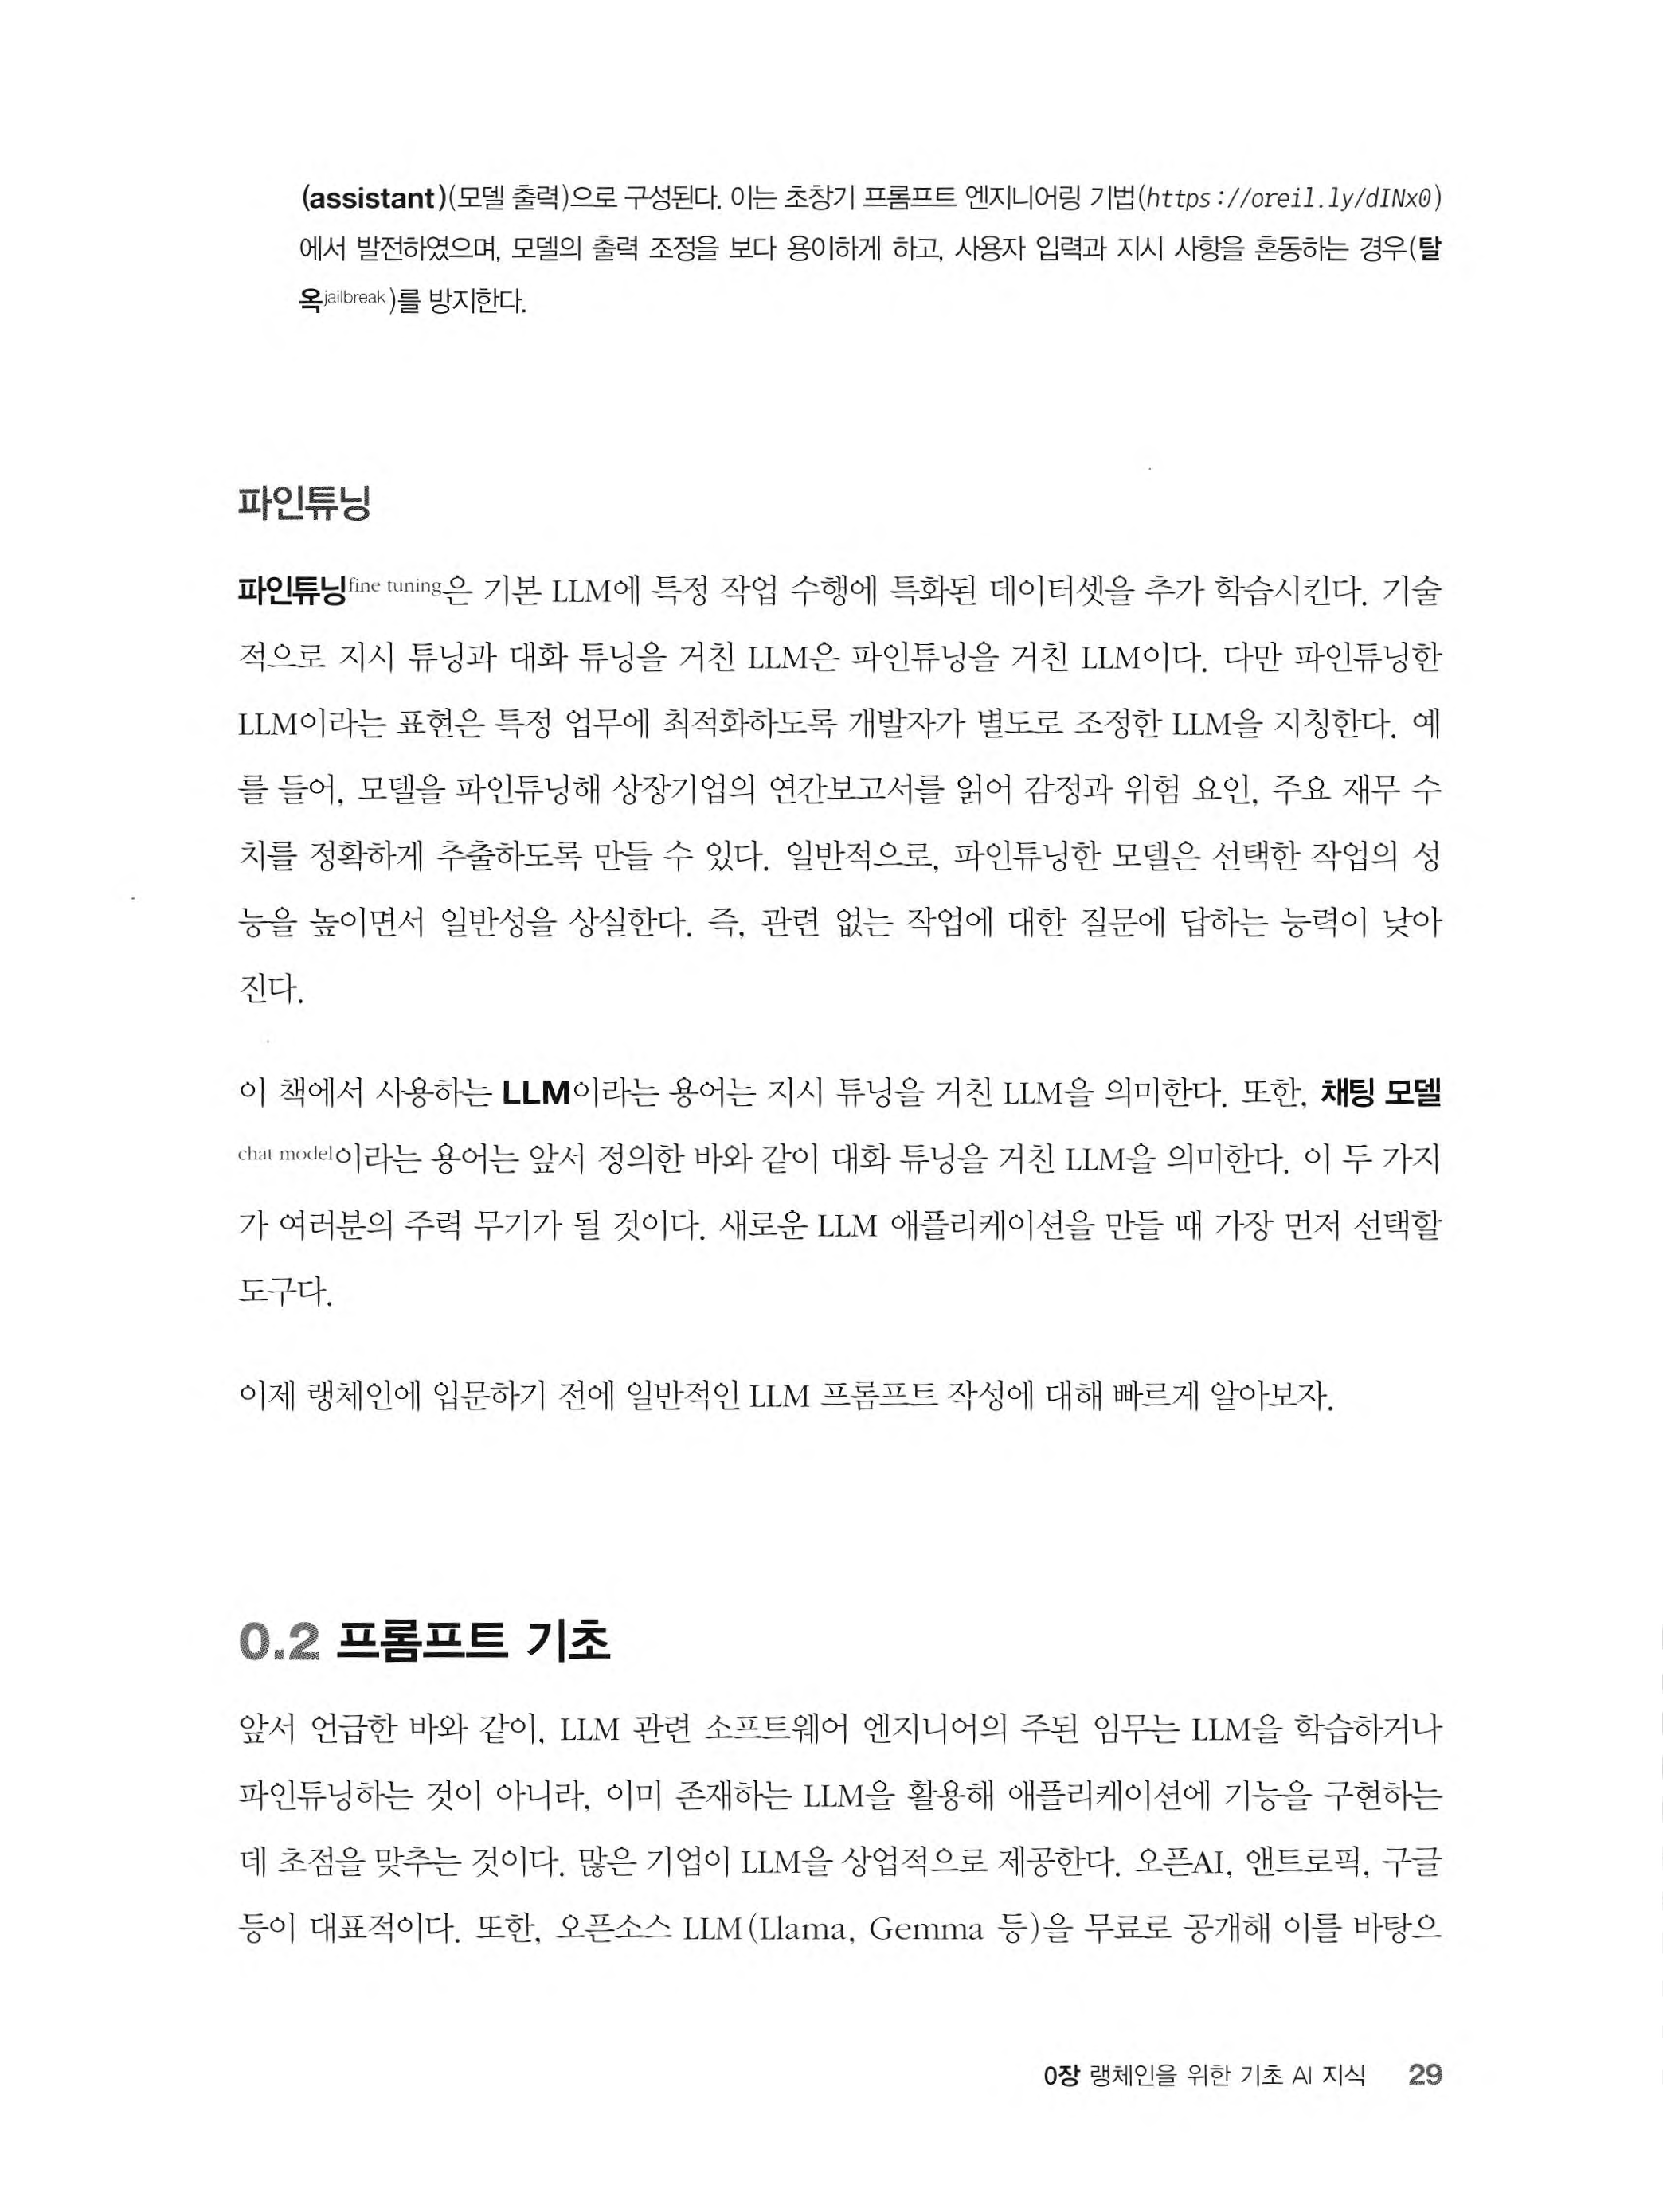 (assistant)(모델 출력)으로 구성된다. 이는 초창기 프롬프트 엔지니어링 기법(https://oreil.ly/dINx0)
에서 발전하였으며, 모델의 출력 조정을 보다 용이하게 하고, 사용자 입력과 지시 사항을 혼동하는 경우(탈
옥jailbreak)를 방지한다.
파인튜닝
파인튜닝fine tuning은 기본 LLM에 특정 작업 수행에 특화된 데이터셋을 추가 학습시킨다. 기술
적으로 지시 튜닝과 대화 튜닝을 거친 LLM은 파인튜닝을 거친 LLM이다. 다만 파인튜닝한
LLM이라는 표현은 특정 업무에 최적화하도록 개발자가 별도로 조정한 LLM을 지칭한다. 예
를 들어, 모델을 파인튜닝해 상장기업의 연간보고서를 읽어 감정과 위험 요인, 주요 재무 수
치를 정확하게 추출하도록 만들 수 있다. 일반적으로, 파인튜닝한 모델은 선택한 작업의 성
능을 높이면서 일반성을 상실한다. 즉, 관련 없는 작업에 대한 질문에 답하는 능력이 낮아
진다.
이 책에서 사용하는 LLM이라는 용어는 지시 튜닝을 거친 LLM을 의미한다. 또한, 채팅 모델
chat model이라는 용어는 앞서 정의한 바와 같이 대화 튜닝을 거친 LLM을 의미한다. 이 두 가지
가 여러분의 주력 무기가 될 것이다. 새로운 LLM 애플리케이션을 만들 때 가장 먼저 선택할
도구다.
이제 랭체인에 입문하기 전에 일반적인 LLM 프롬프트 작성에 대해 빠르게 알아보자.
0.2 프롬프트 기초
앞서 언급한 바와 같이, LLM 관련 소프트웨어 엔지니어의 주된 임무는 LLM을 학습하거나
파인튜닝하는 것이 아니라, 이미 존재하는 LLM을 활용해 애플리케이션에 기능을 구현하는
데 초점을 맞추는 것이다. 많은 기업이 LLM을 상업적으로 제공한다. 오픈AI, 앤트로픽, 구글
등이 대표적이다. 또한, 오픈소스 LLM(Llama, Gemma 등)을 무료로 공개해 이를 바탕으
0장 랭체인을 위한 기초 AI 지식 29